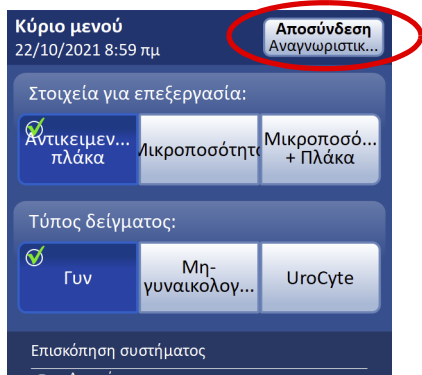 Κύριο μενού
22/10/2021 8:59 πμ
Αποσύνδεση
Αναγνωριστικ...
Στοιχεία για επεξεργασία:
Αντικειμεν...
πλάκα
Μικροποσότητο
Μικροποσό...
+ Πλάκα
Τύπος δείγματος:
Γυν
Μη-
γυναικολογ...
UroCyte
Επισκόπηση συστήματος